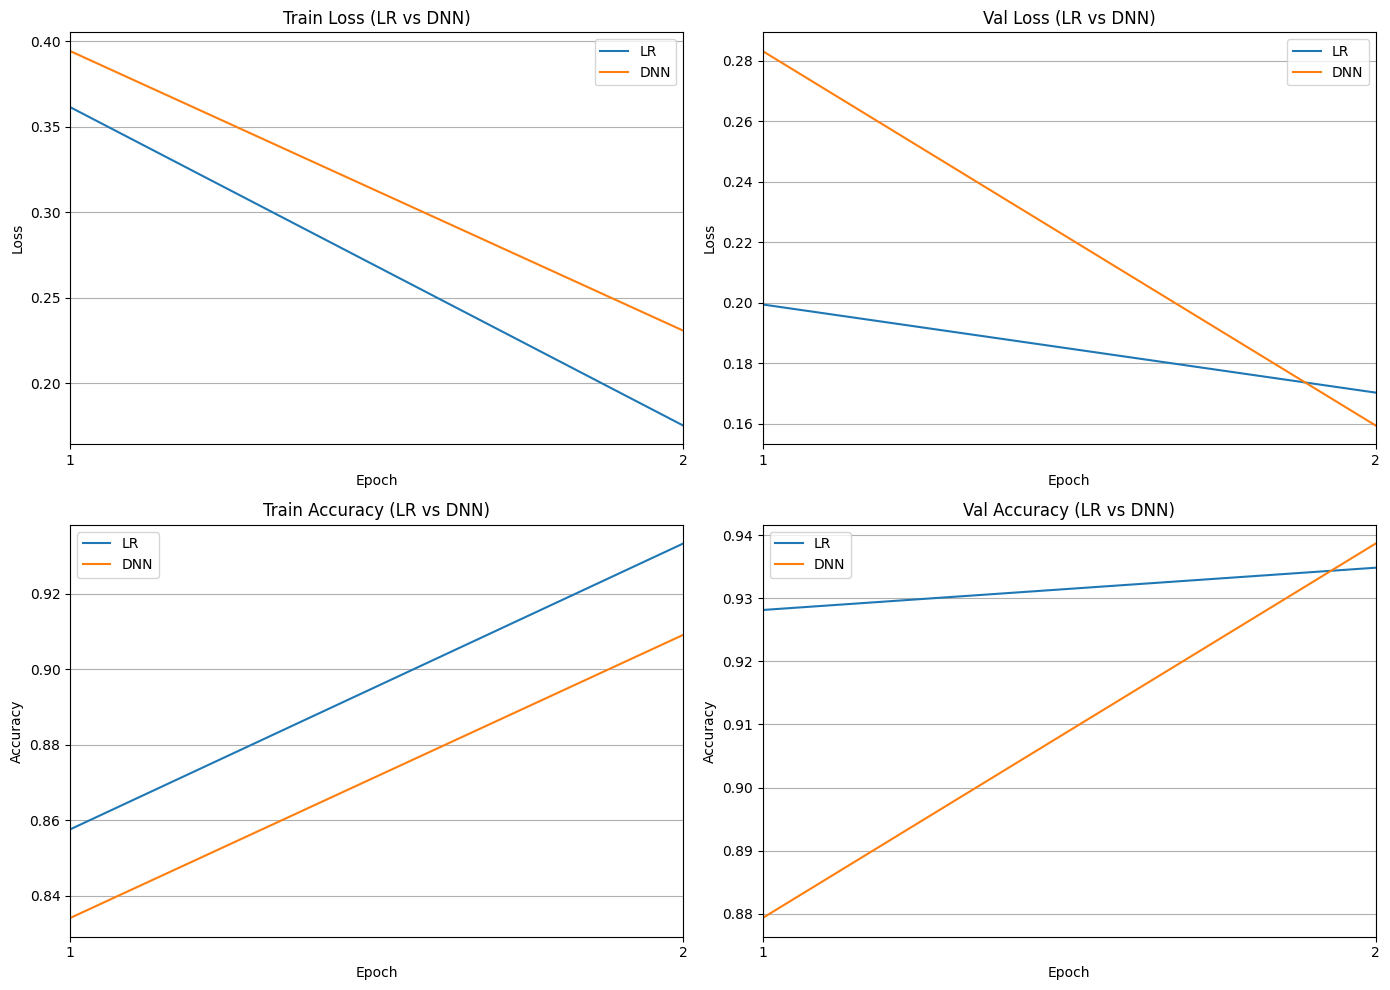 Train Loss (LR vs DNN)
0.40
0.35
0.30
0.25
0.20
Loss
LR
DNN
1
2
Epoch
Val Loss (LR vs DNN)
0.28
0.26
0.24
0.22
0.20
0.18
0.16
Loss
LR
DNN
1
2
Epoch
Train Accuracy (LR vs DNN)
0.92
0.90
0.88
0.86
0.84
Accuracy
LR
DNN
1
2
Epoch
Val Accuracy (LR vs DNN)
0.94
0.93
0.92
0.91
0.90
0.89
0.88
Accuracy
LR
DNN
1
2
Epoch